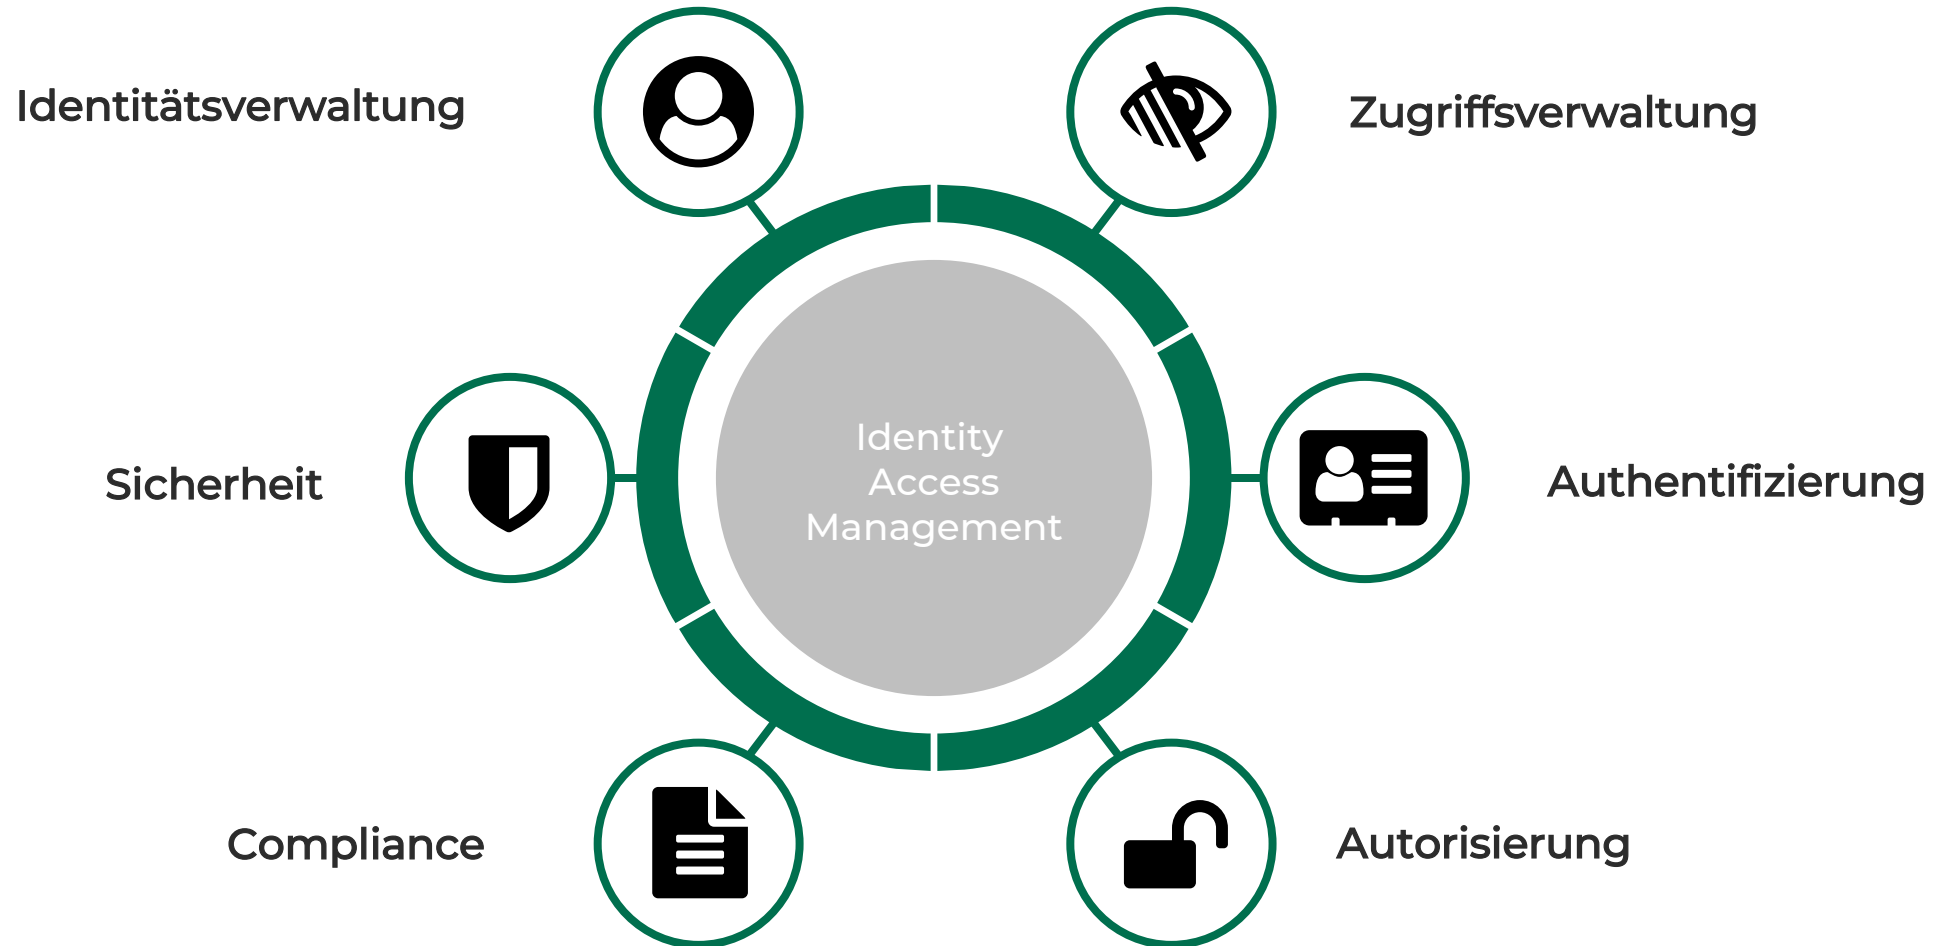 Identitätsverwaltung
Zugriffsverwaltung
Identity
Access
Management
Sicherheit
Authentifizierung
Compliance
Autorisierung